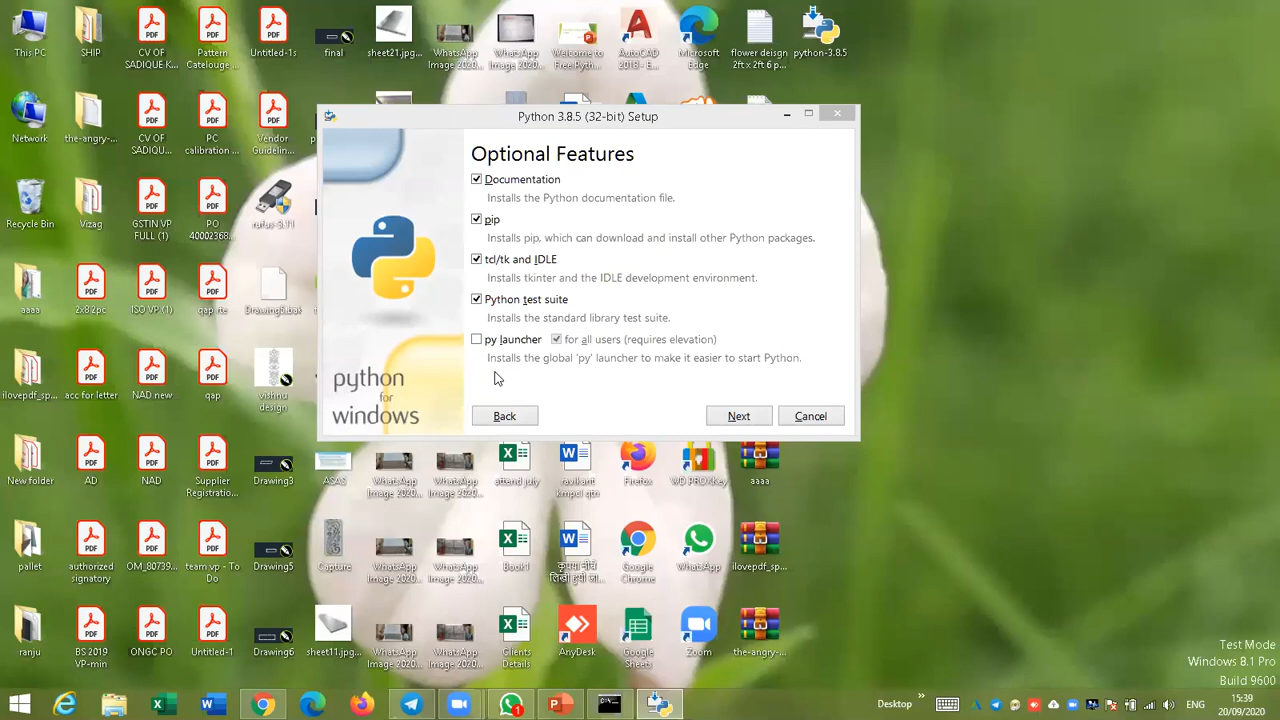 This PC
SHIP
CV OF
SADIQUE K...
Pattern
Catelouge ...
Untitled-1s
final
sheet21.jpg...
WhatsApp
Image 2020...
WhatsApp
Image 2020...
Welcome to
Free Pyth...
AutoCAD
2018 - E...
Microsoft
Edge
flower deisgn
2ft x 2ft 6 p...
python-3.8.5
Network
the-angry-...
CV OF
SADIQUE...
PC
calibration ...
Vendor
Guidelin...
Python 3.8.5 (32-bit) Setup
Optional Features
Documentation
Installs the Python documentation file.
pip
Installs pip, which can download and install other Python packages.
tcl/tk and IDLE
Installs tkinter and the IDLE development environment.
Python test suite
Installs the standard library test suite.
py launcher for all users (requires elevation)
Installs the global 'py' launcher to make it easier to start Python.
Back
Next
Cancel
python
for
windows
Recycle Bin
Vizag
GSTIN VP
FULL (1)
PO
40002368...
rufus-3.11
aaaa
2x8 2pc
ISO VP (1)
qap rte
Drawing5.bak
ilovepdf_sp...
acc for letter
NAD new
qap
vishnu
design
New folder
AD
NAD
Supplier
Registratio...
Drawing3
ASAS
WhatsApp
Image 2020...
WhatsApp
Image 2020...
attend july
ravikant
kmpcl qtn
Firefox
WD PROXKey
aaaa
pallet
authorized
signatory
OM_80739...
team vp - To
Do
Drawing5
Capture
WhatsApp
Image 2020...
WhatsApp
Image 2020...
Book1
कृपया नीचे
लिखी हुयी जा...
Google
Chrome
WhatsApp
ilovepdf_sp...
ranju
BS 2019
VP-min
ONGC PO
Untitled-1
Drawing6
sheet11.jpg...
WhatsApp
Image 2020...
WhatsApp
Image 2020...
Clients
Details
AnyDesk
Google
Sheets
Zoom
the-angry-...
Test Mode
Windows 8.1 Pro
Build 9600
Desktop
ENG
15:39
20/09/2020